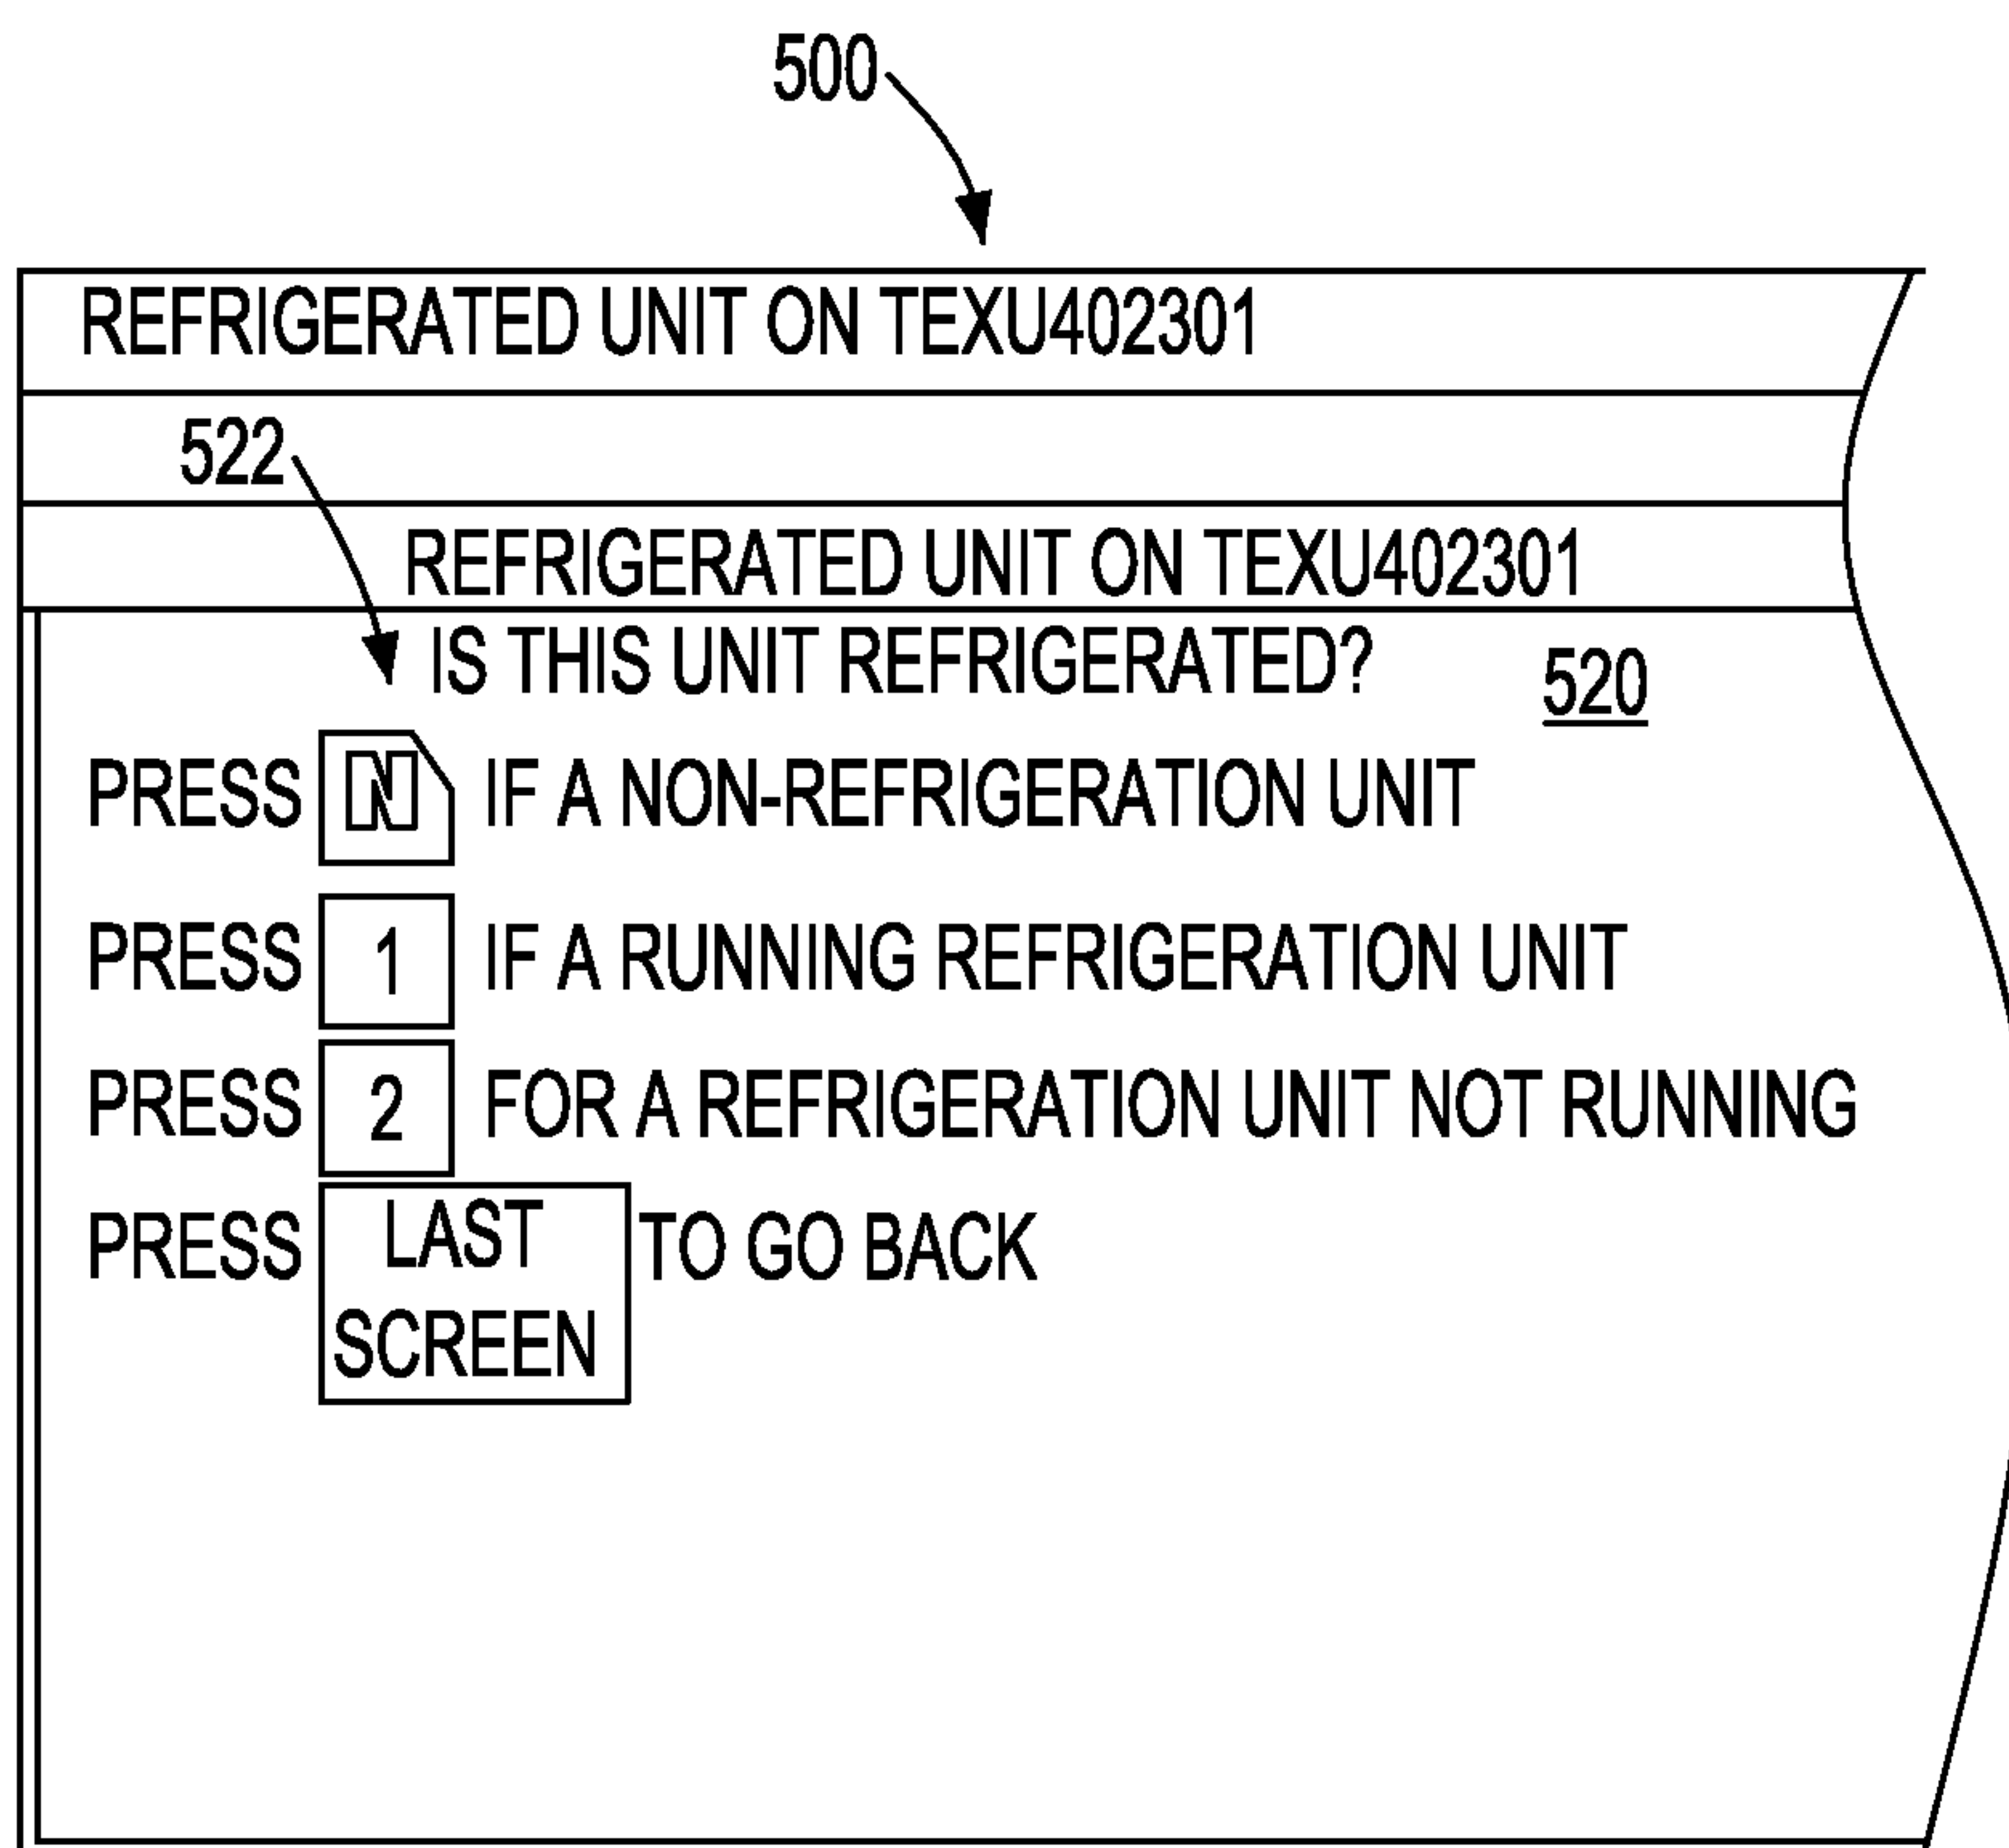 500
REFRIGERATED UNIT ON TEXU402301
522
REFRIGERATED UNIT ON TEXU402301
IS THIS UNIT REFRIGERATED?
520
PRESS N IF A NON-REFRIGERATION UNIT
PRESS 1 IF A RUNNING REFRIGERATION UNIT
PRESS 2 FOR A REFRIGERATION UNIT NOT RUNNING
PRESS LAST TO GO BACK
SCREEN